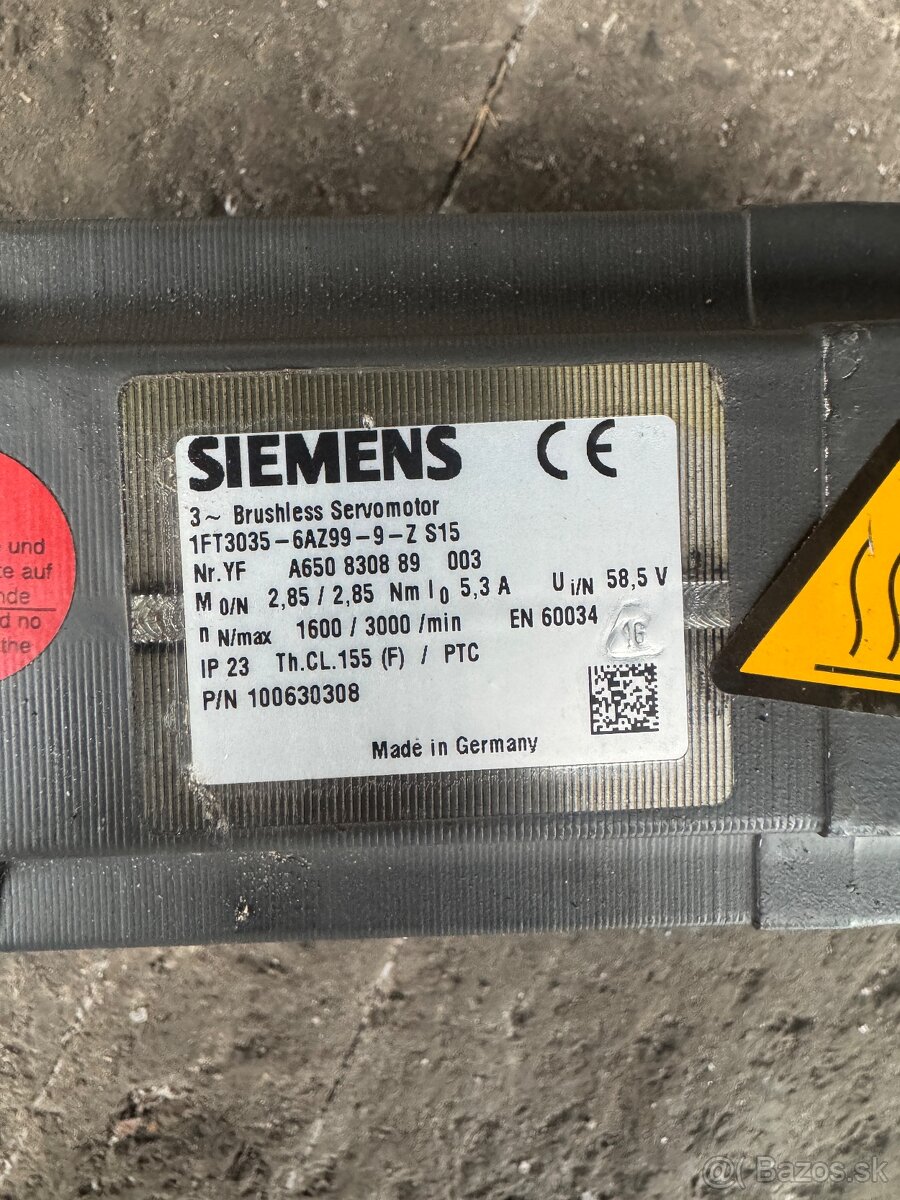 SIEMENS CE
3~ Brushless Servomotor
1FT3035-6AZ99-9-Z S15
Nr.YF A650 8308 89 003
M 0/N 2,85 / 2,85 Nm I 0 5,3 A U i/N 58,5 V
n N/max 1600 / 3000 /min EN 60034
16
IP 23 Th.CL.155 (F) / PTC
P/N 100630308
Made in Germany
und
te auf
nde
d no
the
@( Bazos.sk